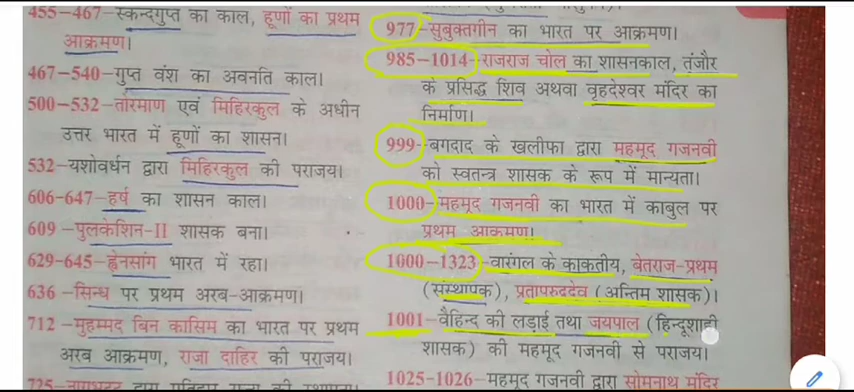 455-467-स्कन्दगुप्त का काल, हूणों का प्रथम
आक्रमण।
467-540-गुप्त वंश का अवनति काल।
500-532-तोरमाण एवं मिहिरकुल के अधीन
उत्तर भारत में हूणों का शासन।
532-यशोवर्धन द्वारा मिहिरकुल की पराजय।
606-647-हर्ष का शासन काल।
609-पुलकेशिन-II शासक बना।
629-645-ह्वेनसांग भारत में रहा।
636-सिन्ध पर प्रथम अरब-आक्रमण।
712-मुहम्मद बिन कासिम का भारत पर प्रथम
अरब आक्रमण, राजा दाहिर की पराजय।
977-सुबुक्तगीन का भारत पर आक्रमण।
985-1014-राजराज चोल का शासनकाल, तंजौर
के प्रसिद्ध शिव अथवा वृहदेश्वर मंदिर का
निर्माण।
999-बगदाद के खलीफा द्वारा महमूद गजनवी
को स्वतन्त्र शासक के रूप में मान्यता।
1000-महमूद गजनवी का भारत में काबुल पर
प्रथम आक्रमण।
1000-1323-वारंगल के काकतीय, बेतराज-प्रथम
(संस्थापक), प्रतापरुददेव (अन्तिम शासक)।
1001-वैहिन्द की लड़ाई तथा जयपाल (हिन्दूशाही
शासक) की महमूद गजनवी से पराजय।
1025-1026-महमूद गजनवी द्वारा सोमनाथ मंदिर